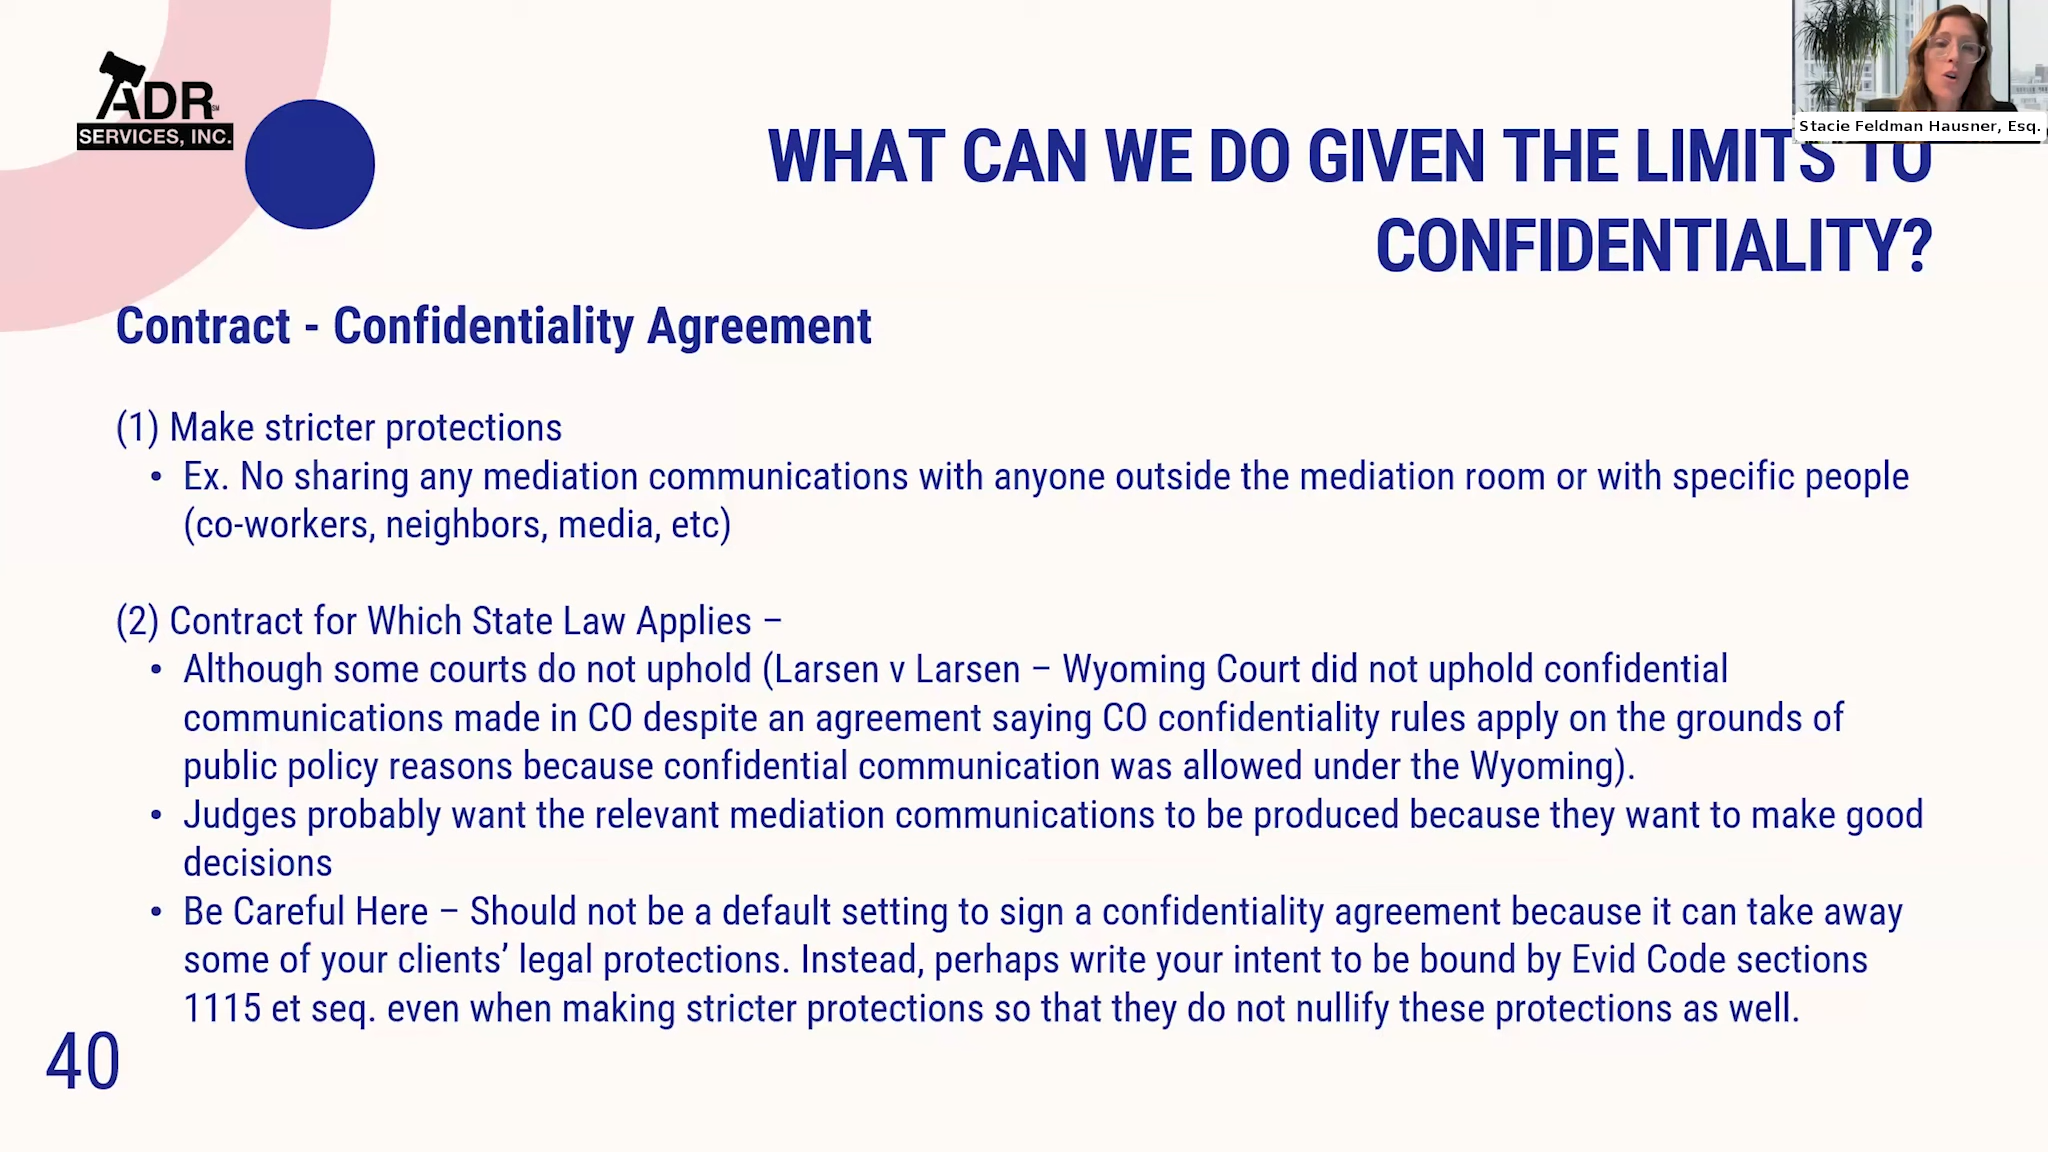 ADR
SM
SERVICES, INC.
Stacie Feldman Hausner, Esq.
WHAT CAN WE DO GIVEN THE LIMITS TO
CONFIDENTIALITY?
Contract - Confidentiality Agreement
(1) Make stricter protections
• Ex. No sharing any mediation communications with anyone outside the mediation room or with specific people
(co-workers, neighbors, media, etc)
(2) Contract for Which State Law Applies –
• Although some courts do not uphold (Larsen v Larsen – Wyoming Court did not uphold confidential
communications made in CO despite an agreement saying CO confidentiality rules apply on the grounds of
public policy reasons because confidential communication was allowed under the Wyoming).
• Judges probably want the relevant mediation communications to be produced because they want to make good
decisions
• Be Careful Here – Should not be a default setting to sign a confidentiality agreement because it can take away
some of your clients’ legal protections. Instead, perhaps write your intent to be bound by Evid Code sections
1115 et seq. even when making stricter protections so that they do not nullify these protections as well.
40